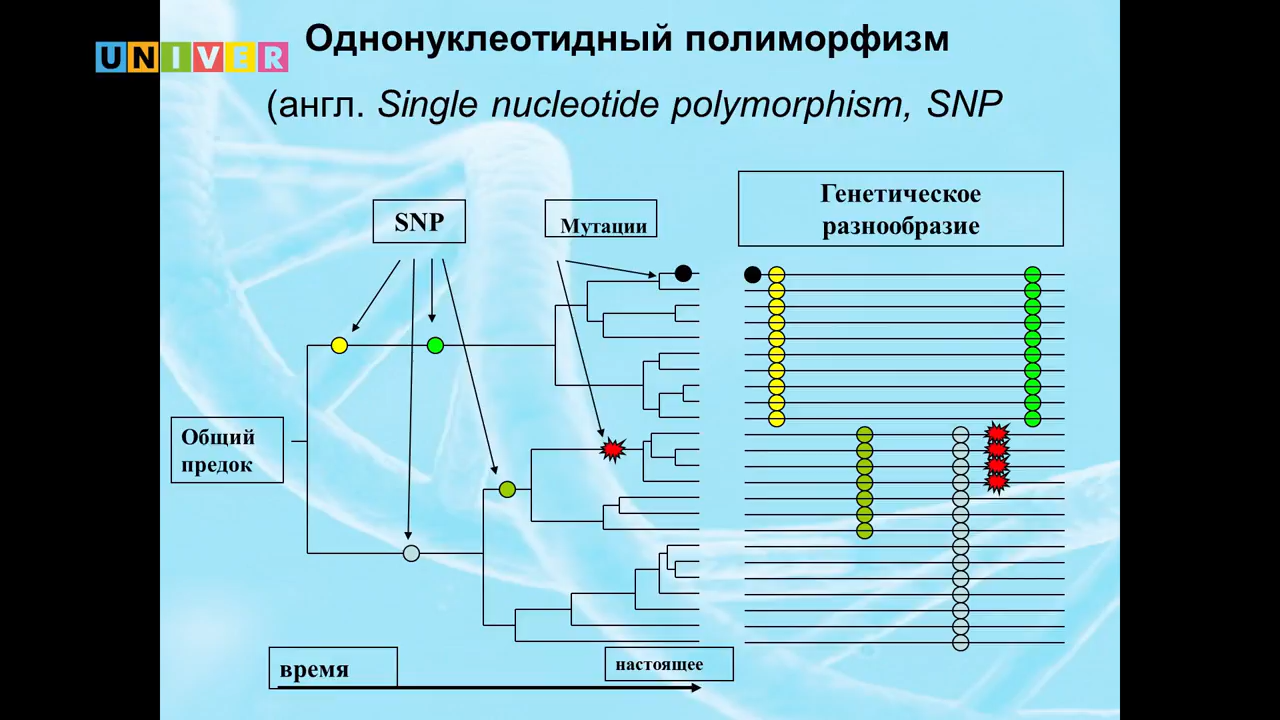 UNIVER
Однонуклеотидный полиморфизм
(англ. Single nucleotide polymorphism, SNP
SNP
Мутации
Генетическое
разнообразие
Общий
предок
время
настоящее